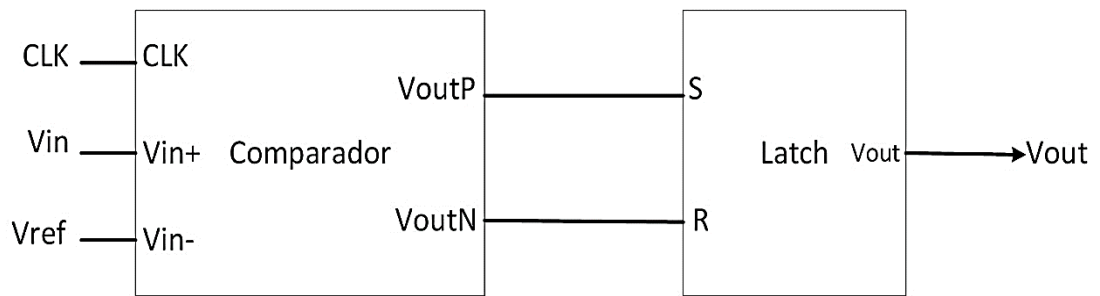 CLK
CLK
Vin
Vin+
Comparador
Vref
Vin-
VoutP
VoutN
S
R
Latch
Vout
Vout